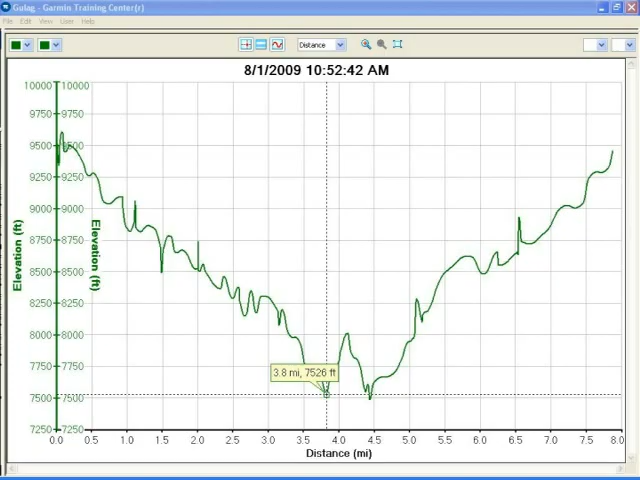 Gulag - Garmin Training Center(r)
File Edit View User Help
Distance
8/1/2009 10:52:42 AM
10000 10000
9750 9750
9500 9500
9250 9250
9000 9000
8750 8750
8500 8500
8250 8250
8000 8000
7750 7750
7500 7500
7250 7250
Elevation (ft)
Elevation (ft)
3.8 mi, 7526 ft
0.0 0.5 1.0 1.5 2.0 2.5 3.0 3.5 4.0 4.5 5.0 5.5 6.0 6.5 7.0 7.5 8.0
Distance (mi)